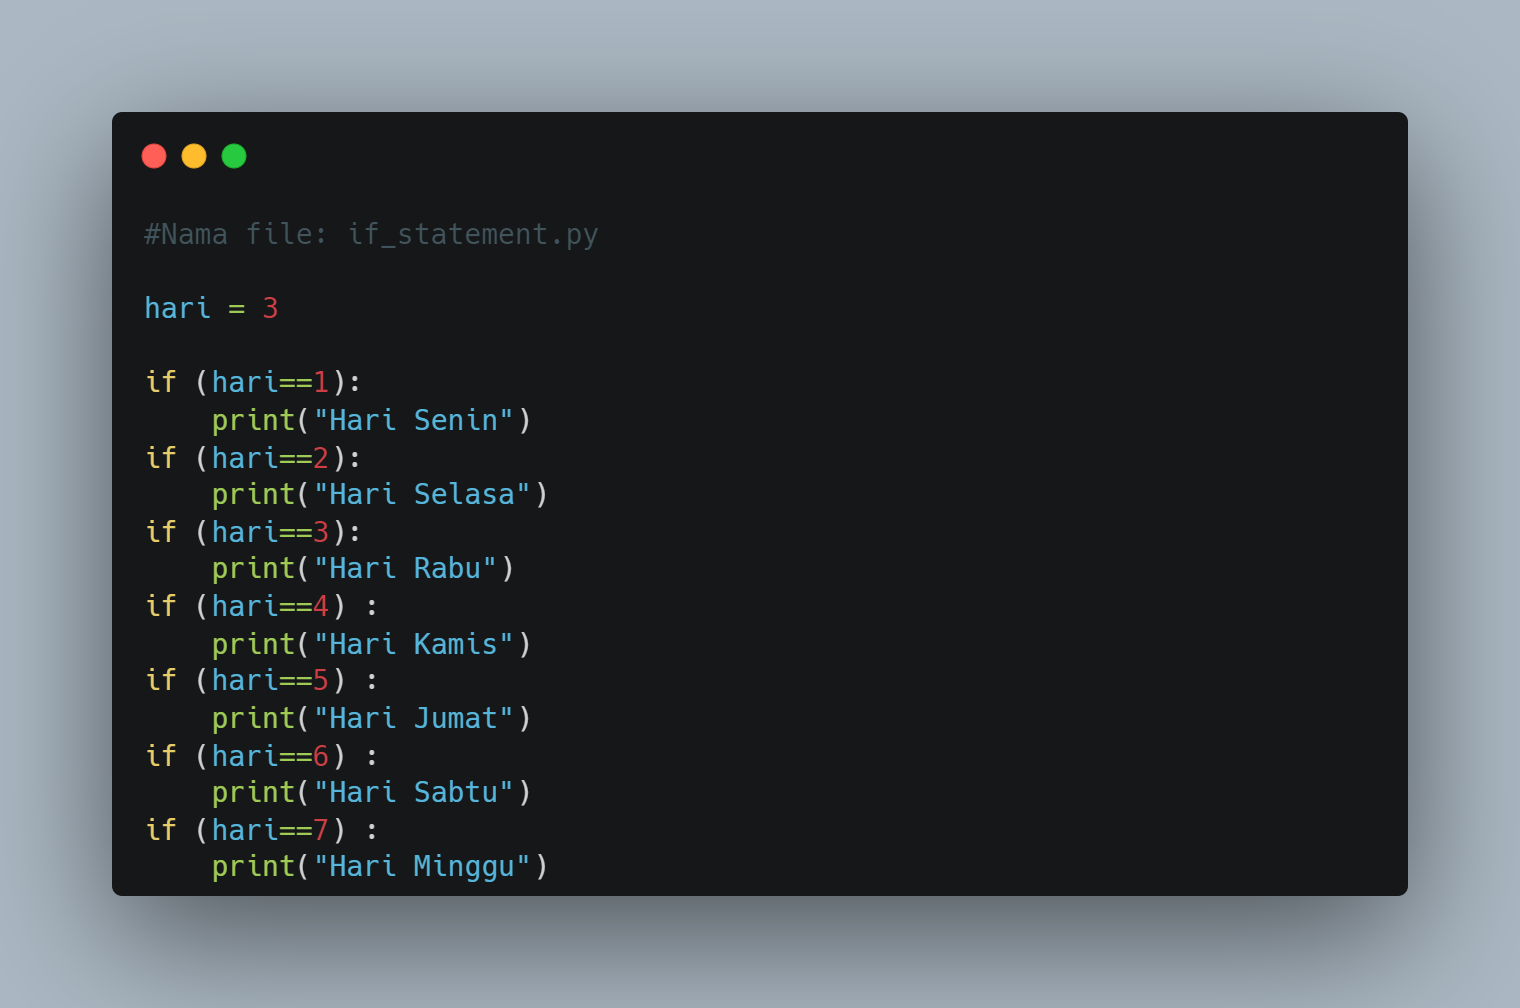 #Nama file: if_statement.py

hari = 3

if (hari==1):
    print("Hari Senin")
if (hari==2):
    print("Hari Selasa")
if (hari==3):
    print("Hari Rabu")
if (hari==4) :
    print("Hari Kamis")
if (hari==5) :
    print("Hari Jumat")
if (hari==6) :
    print("Hari Sabtu")
if (hari==7) :
    print("Hari Minggu")